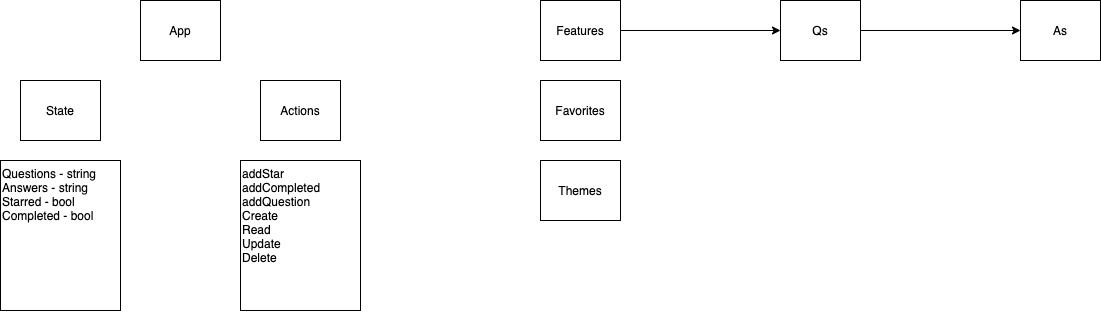 App
Features
Qs
As
State
Actions
Favorites
Questions - string
Answers - string
Starred - bool
Completed - bool
addStar
addCompleted
addQuestion
Create
Read
Update
Delete
Themes